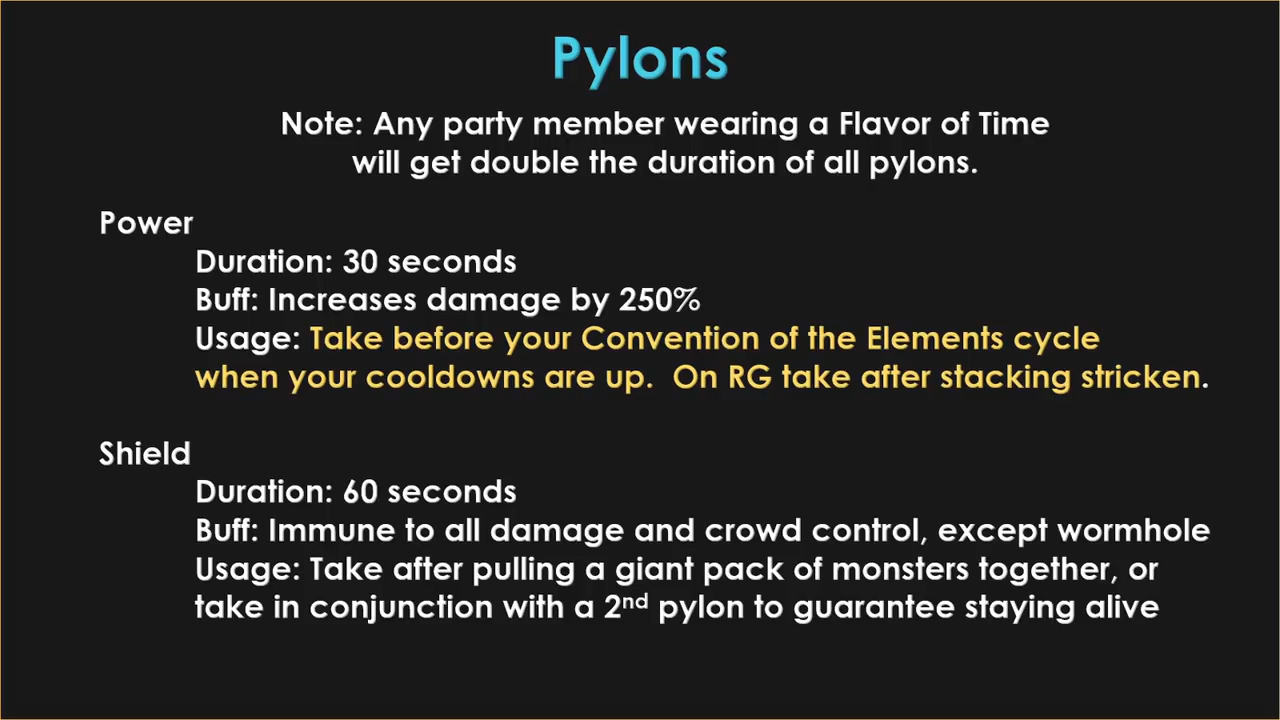 Pylons
Note: Any party member wearing a Flavor of Time
will get double the duration of all pylons.
Power
Duration: 30 seconds
Buff: Increases damage by 250%
Usage: Take before your Convention of the Elements cycle
when your cooldowns are up.  On RG take after stacking stricken.
Shield
Duration: 60 seconds
Buff: Immune to all damage and crowd control, except wormhole
Usage: Take after pulling a giant pack of monsters together, or
take in conjunction with a 2nd pylon to guarantee staying alive